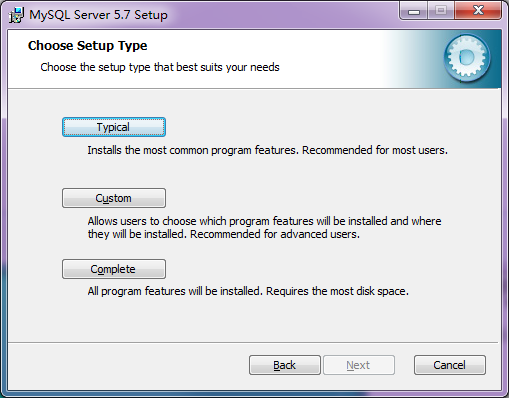 MySQL Server 5.7 Setup
Choose Setup Type
Choose the setup type that best suits your needs
Typical
Installs the most common program features. Recommended for most users.
Custom
Allows users to choose which program features will be installed and where
they will be installed. Recommended for advanced users.
Complete
All program features will be installed. Requires the most disk space.
Back Next Cancel